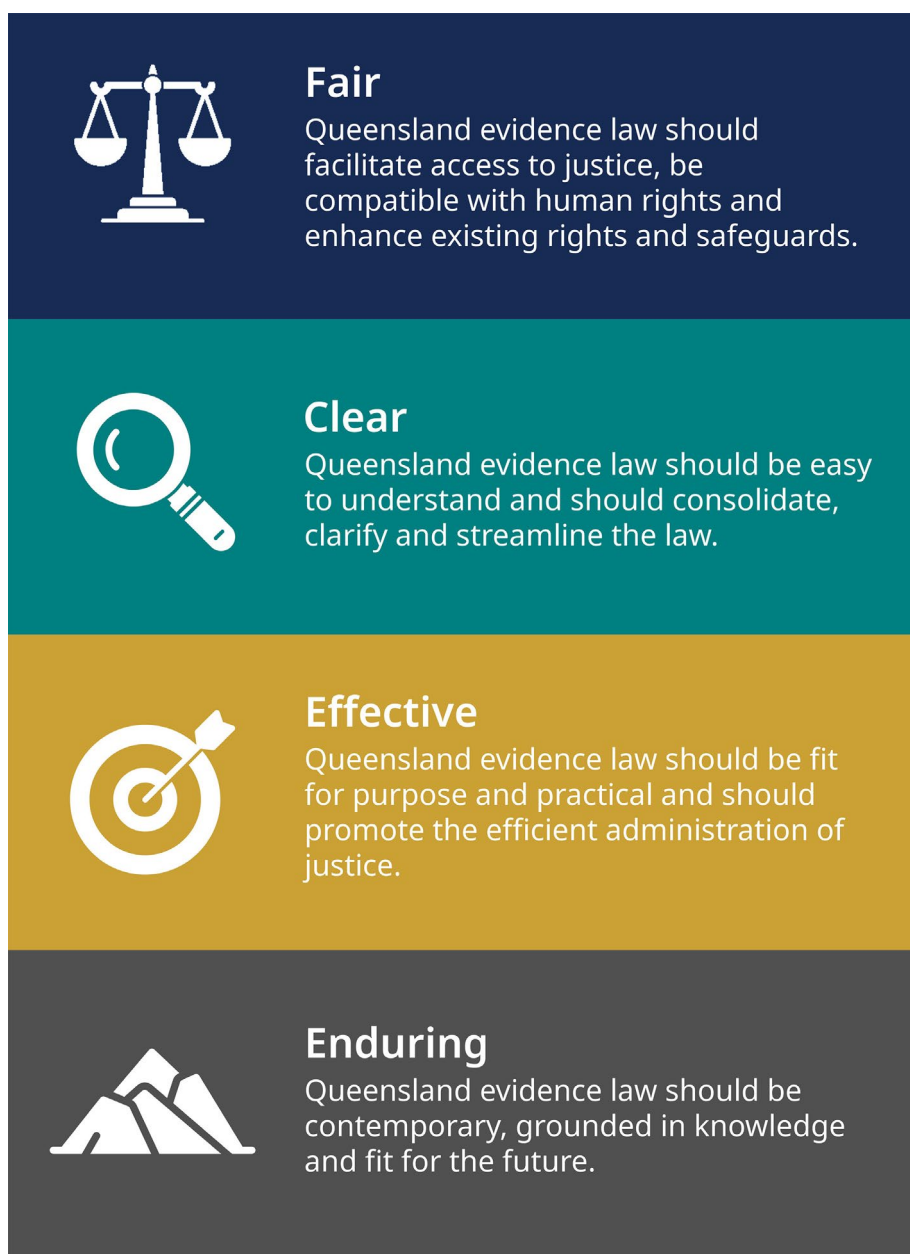 Fair
Queensland evidence law should
facilitate access to justice, be
compatible with human rights and
enhance existing rights and safeguards.
Clear
Queensland evidence law should be easy
to understand and should consolidate,
clarify and streamline the law.
Effective
Queensland evidence law should be fit
for purpose and practical and should
promote the efficient administration of
justice.
Enduring
Queensland evidence law should be
contemporary, grounded in knowledge
and fit for the future.